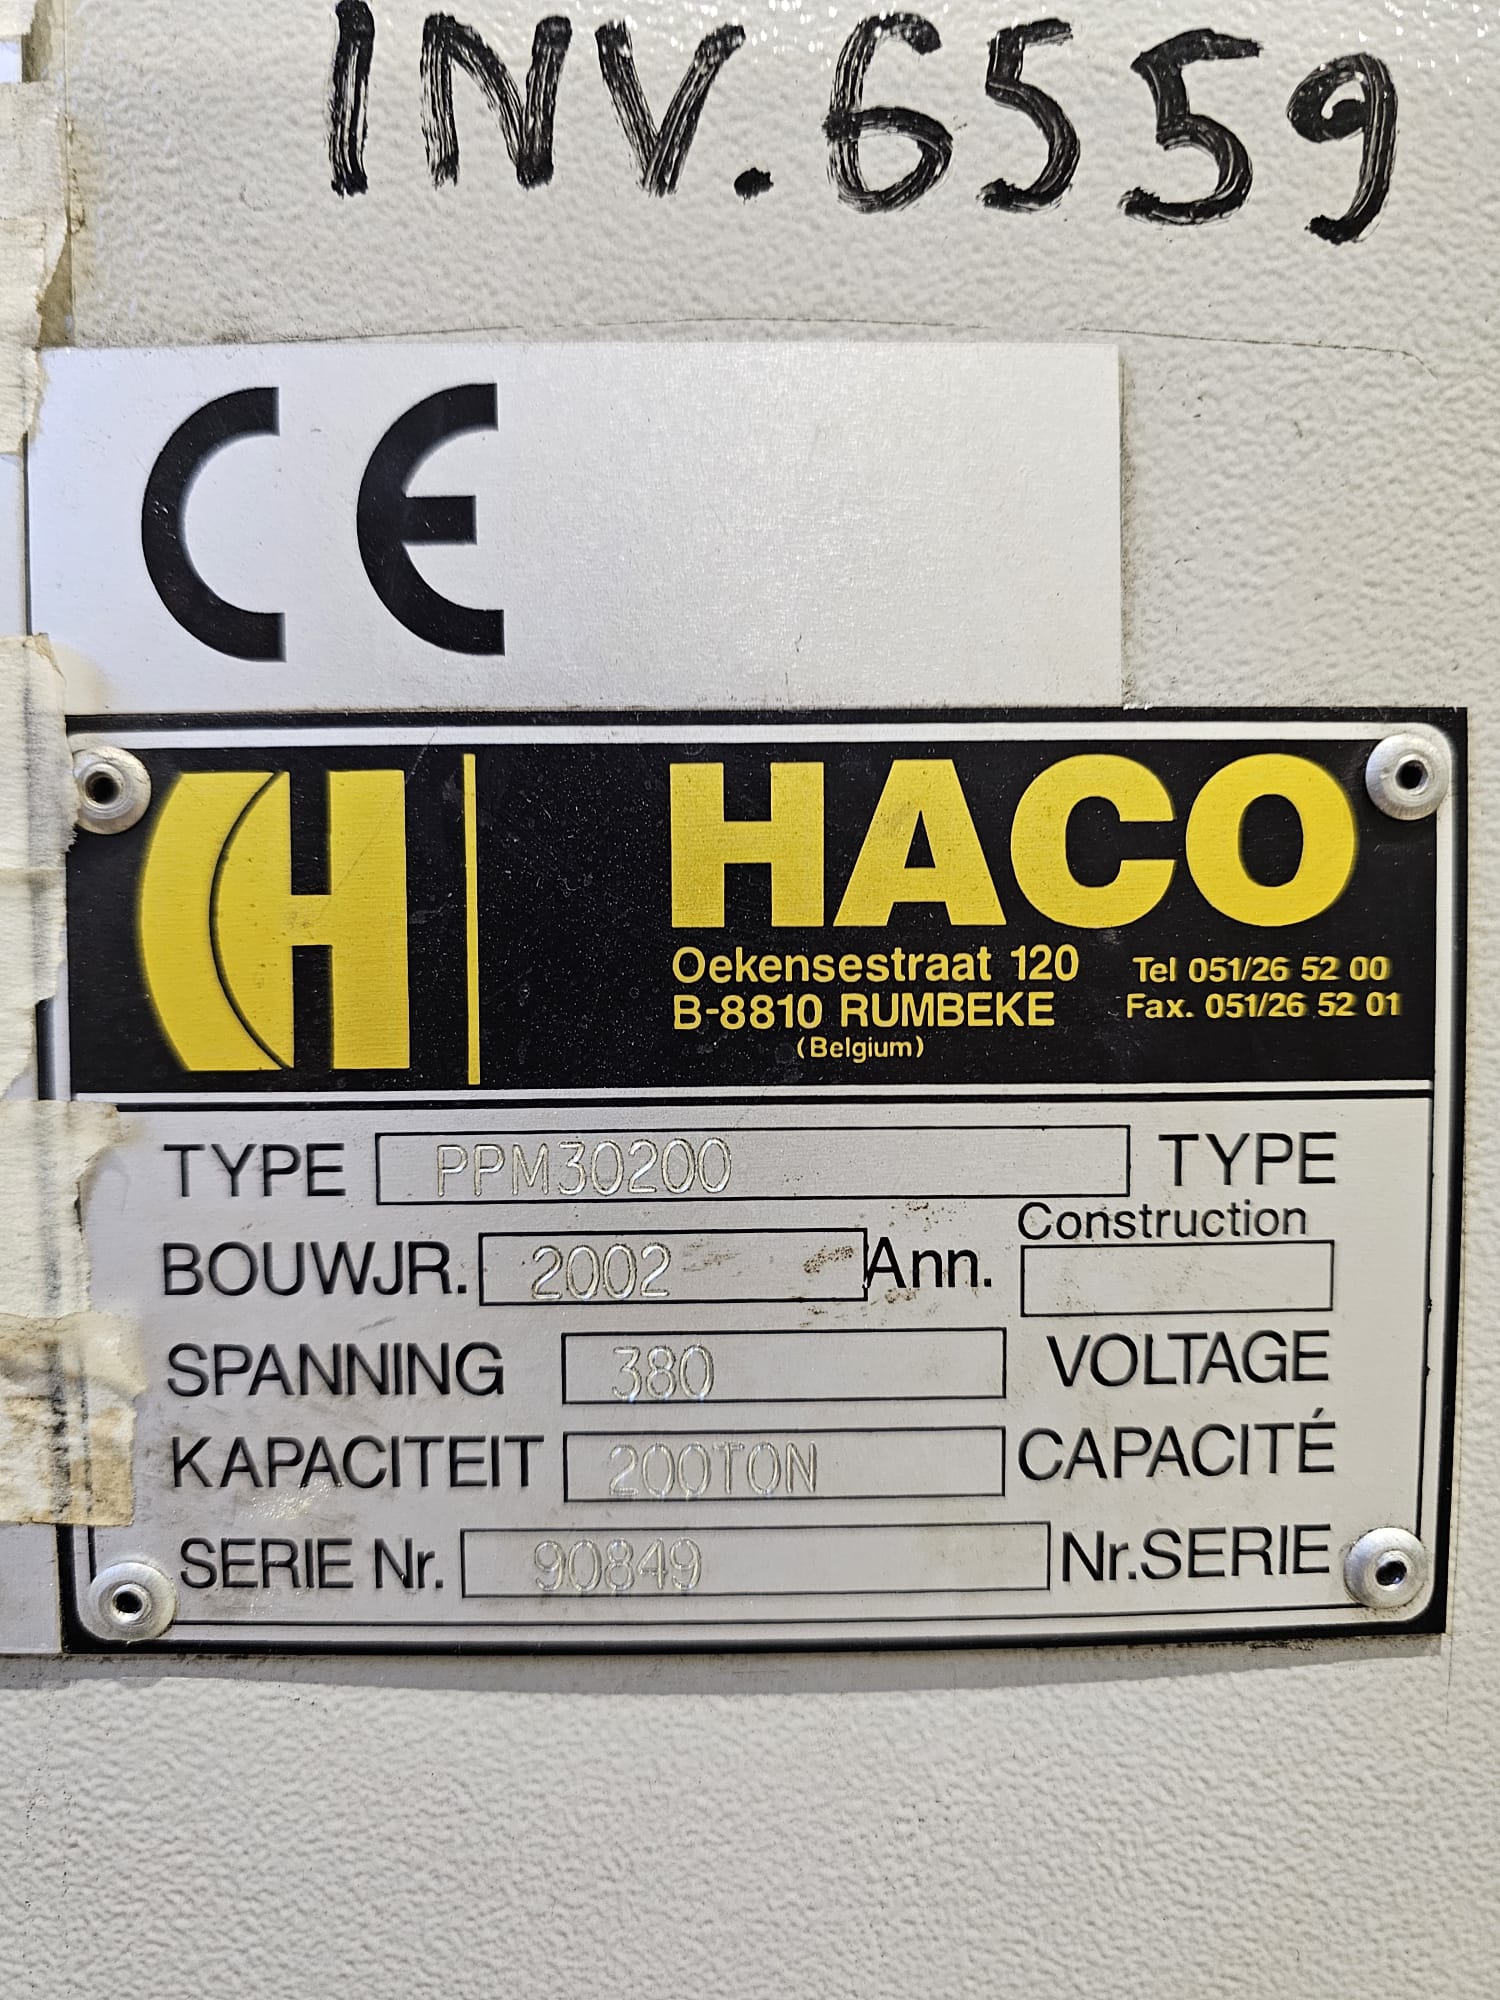 INV.6559
CE
H
HACO
Oekensestraat 120
B-8810 RUMBEKE
(Belgium)
Tel 051/26 52 00
Fax. 051/26 52 01
TYPE PPM30200 TYPE
BOUWJR. 2002 Ann. Construction
SPANNING 380 VOLTAGE
KAPACITEIT 200TON CAPACITÉ
SERIE Nr. 90849 Nr.SERIE